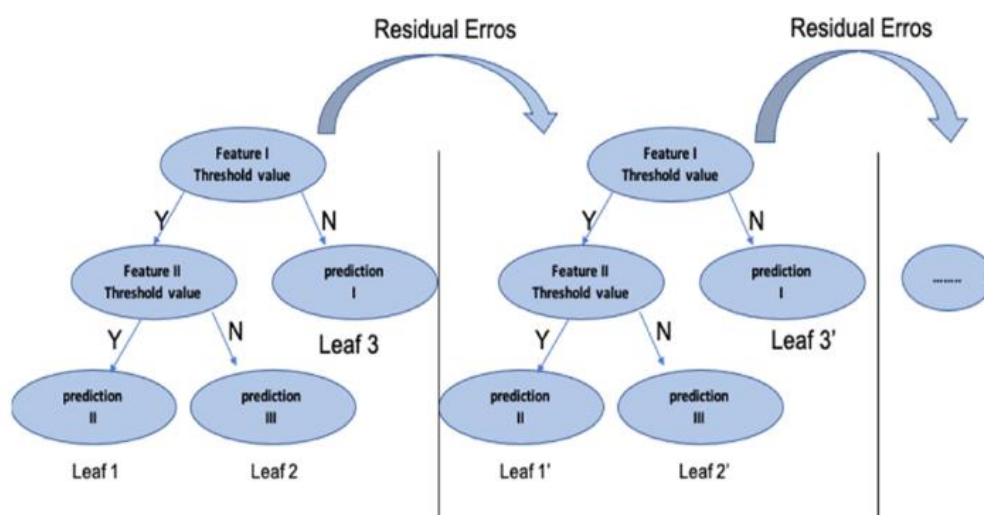 Residual Erros
Residual Erros
Feature I
Threshold value
Y
N
Feature II
Threshold value
prediction
I
Y
N
Leaf 3
prediction
II
prediction
III
Leaf 1
Leaf 2
Feature I
Threshold value
Y
N
Feature II
Threshold value
prediction
I
Y
N
Leaf 3'
prediction
II
prediction
III
Leaf 1'
Leaf 2'
.......